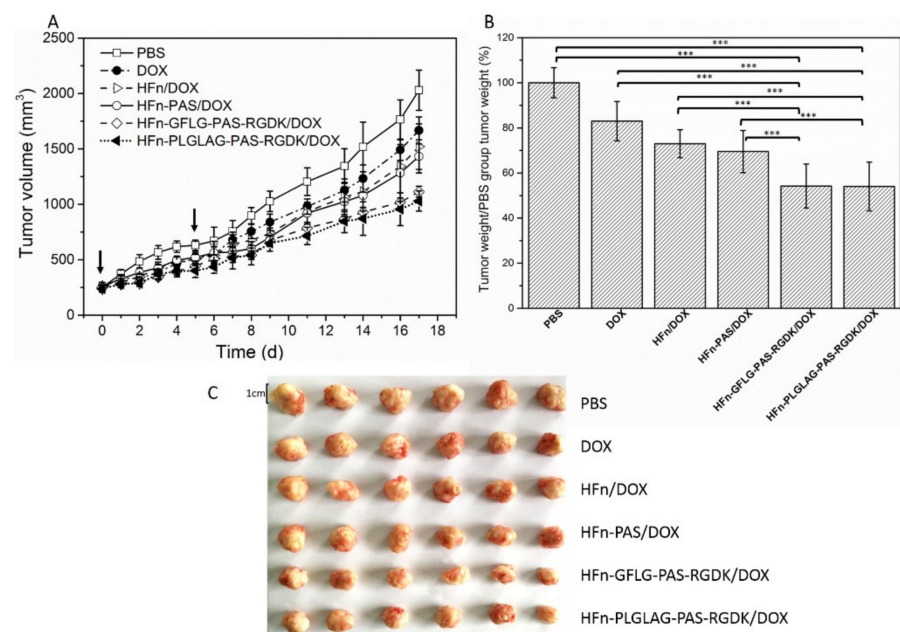 A
2500
2000
1500
1000
500
0
Tumor volume (mm³)
PBS
DOX
HFn/DOX
HFn-PAS/DOX
HFn-GFLG-PAS-RGDK/DOX
HFn-PLGLAG-PAS-RGDK/DOX
0 2 4 6 8 10 12 14 16 18
Time (d)
B
120
100
80
60
40
20
0
Tumor weight/PBS group tumor weight (%)
***
***
***
***
***
***
***
***
PBS
DOX
HFn/DOX
HFn-PAS/DOX
HFn-GFLG-PAS-RGDK/DOX
HFn-PLGLAG-PAS-RGDK/DOX
C
1cm
PBS
DOX
HFn/DOX
HFn-PAS/DOX
HFn-GFLG-PAS-RGDK/DOX
HFn-PLGLAG-PAS-RGDK/DOX